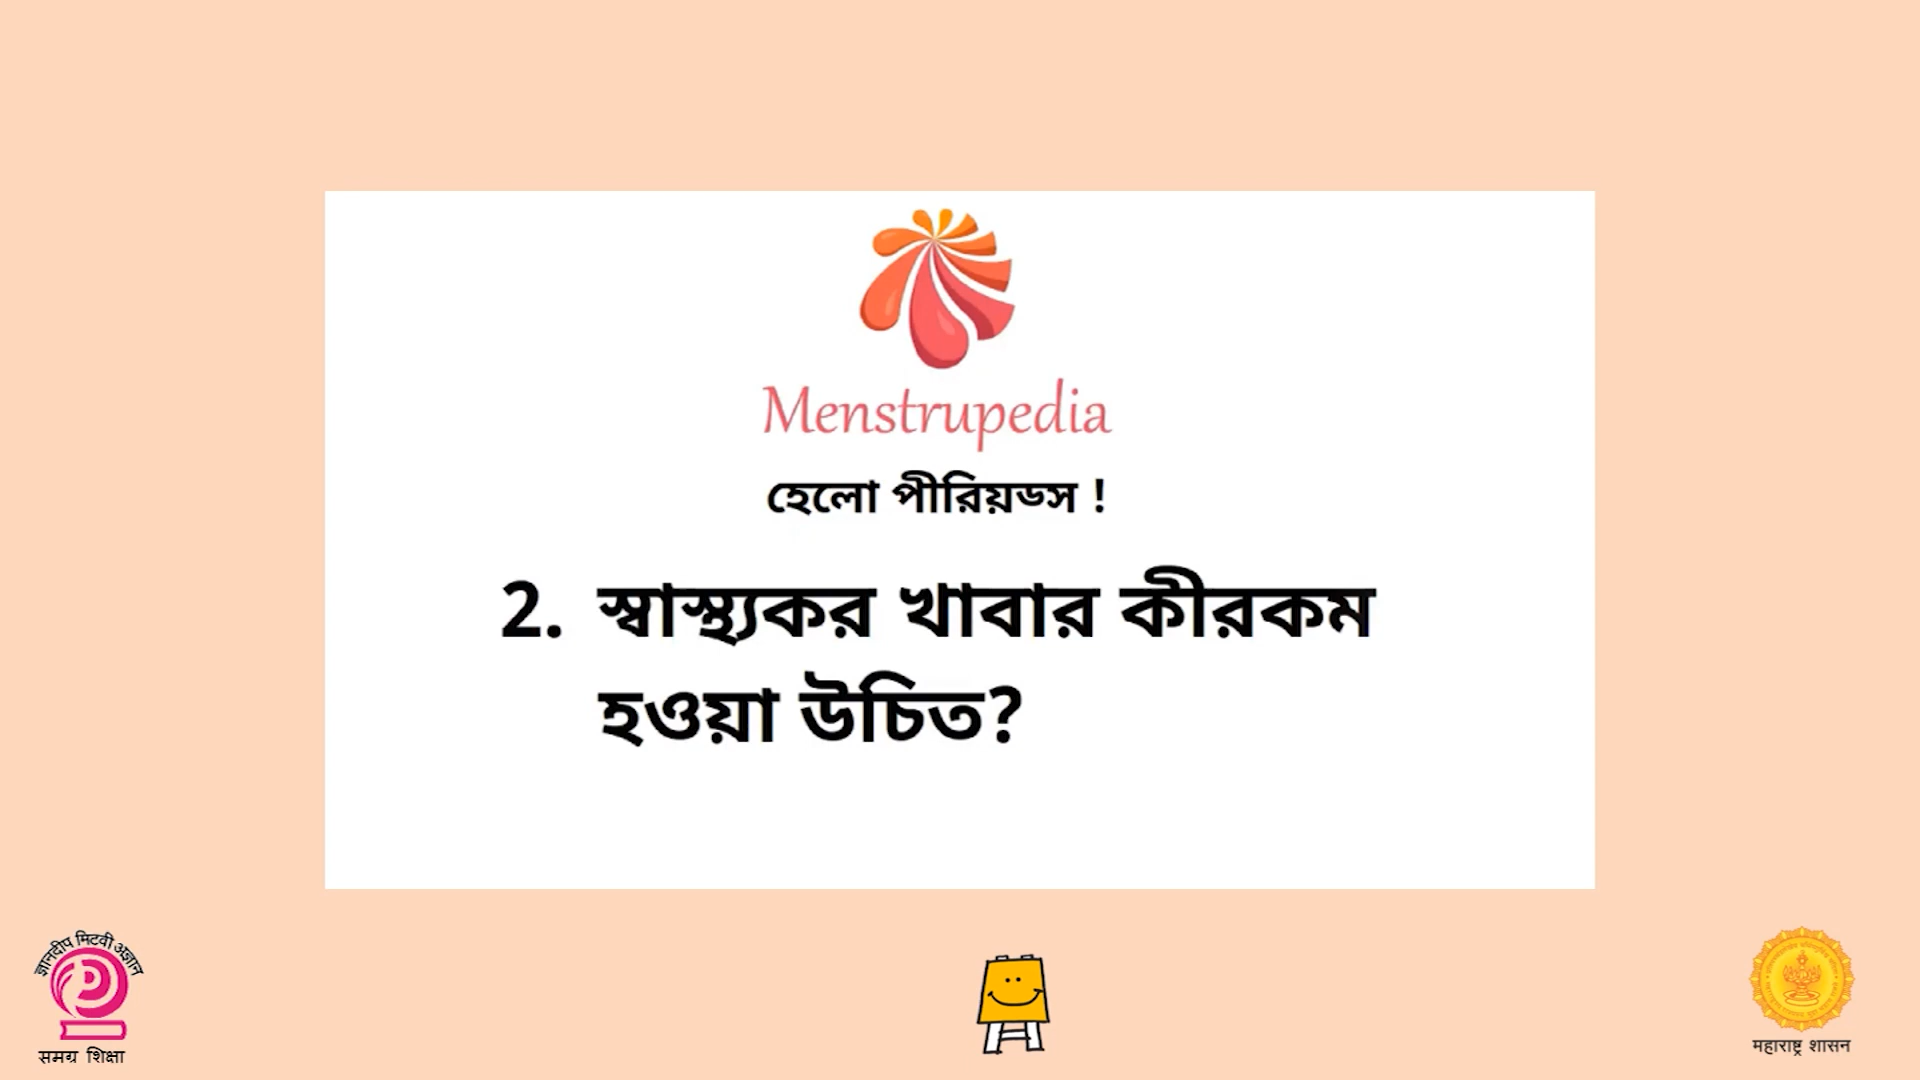 Menstrupedia
হেলো পীরিয়ডস !
2. স্বাস্থ্যকর খাবার কীরকম
হওয়া উচিত?
ज्ञानदीप मिटवी अज्ञान
समग्र शिक्षा
महाराष्ट्र शासन